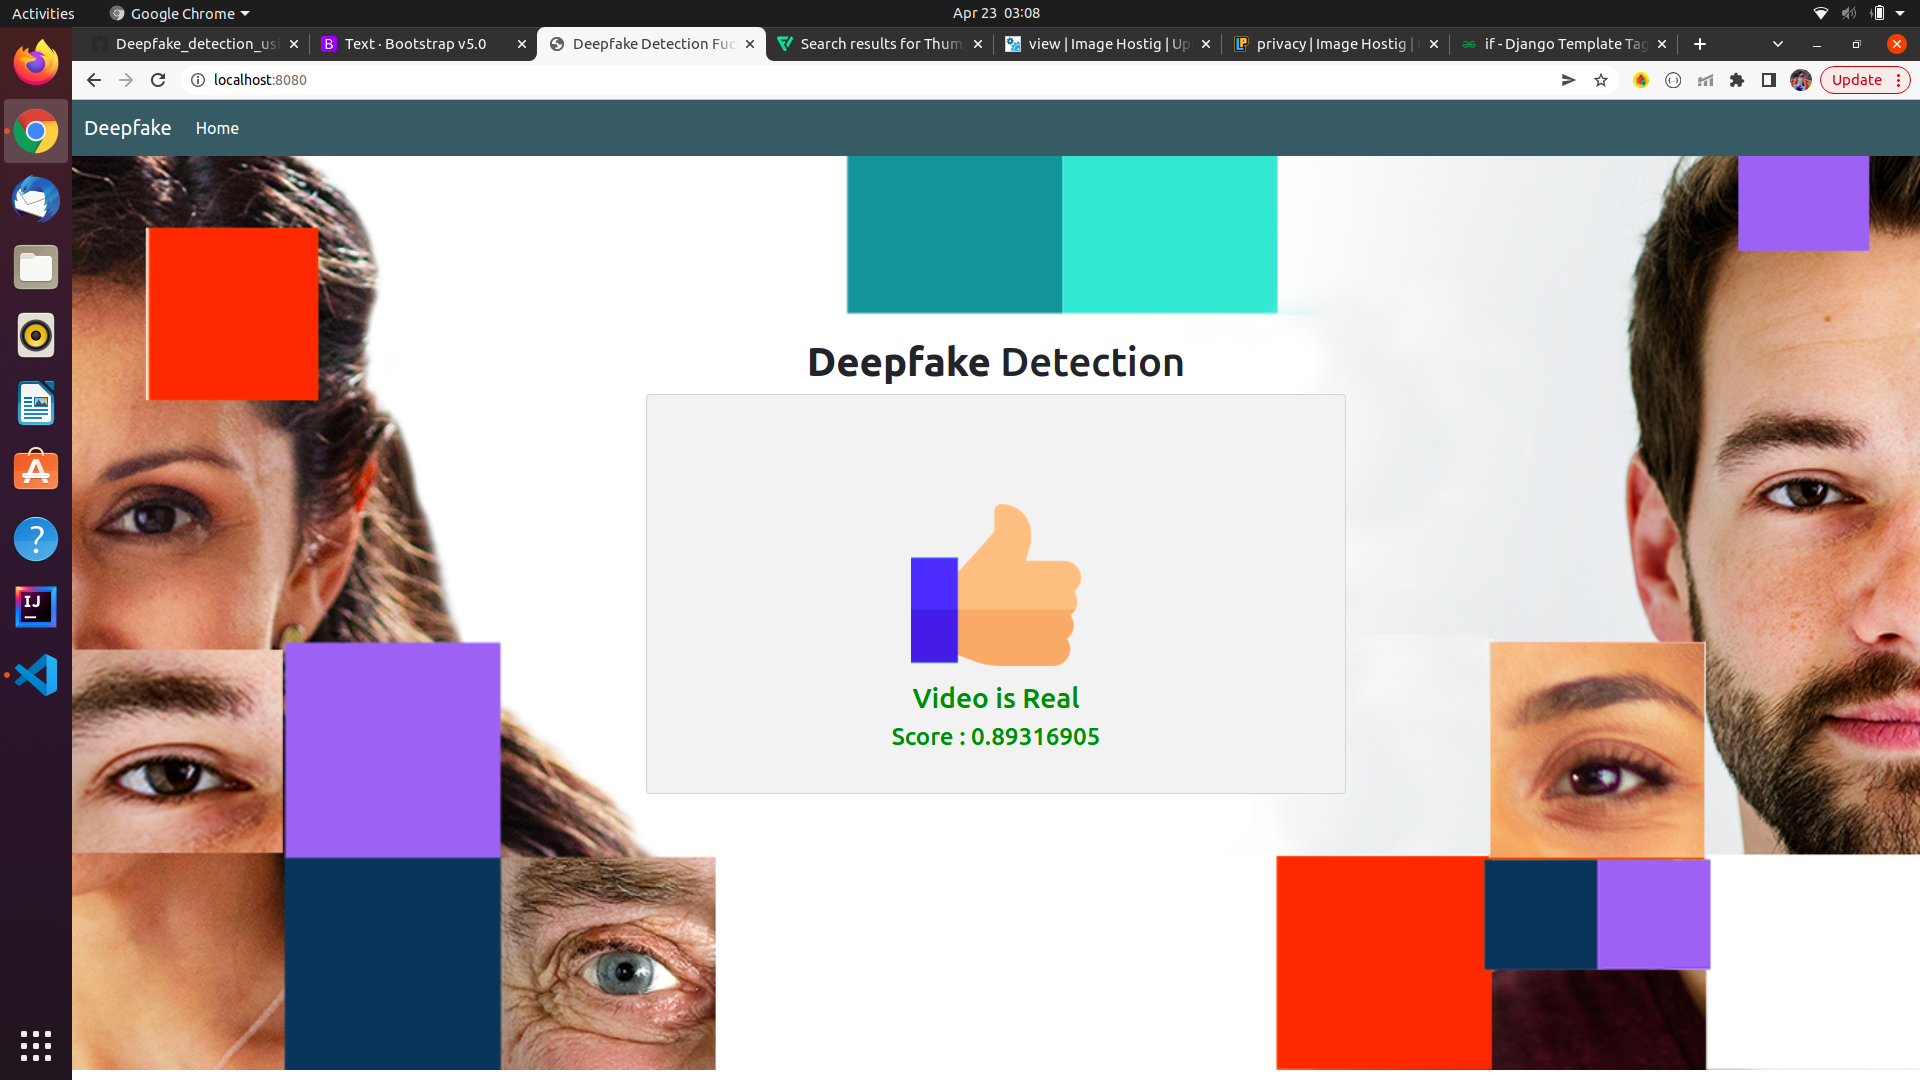 Activities
Google Chrome
Apr 23 03:08
Deepfake_detection_usi
Text · Bootstrap v5.0
Deepfake Detection Fuc
Search results for Thum
view | Image Hostig | Up
privacy | Image Hostig |
if - Django Template Tag
localhost:8080
Update
Deepfake
Home
Deepfake Detection
Video is Real
Score : 0.89316905